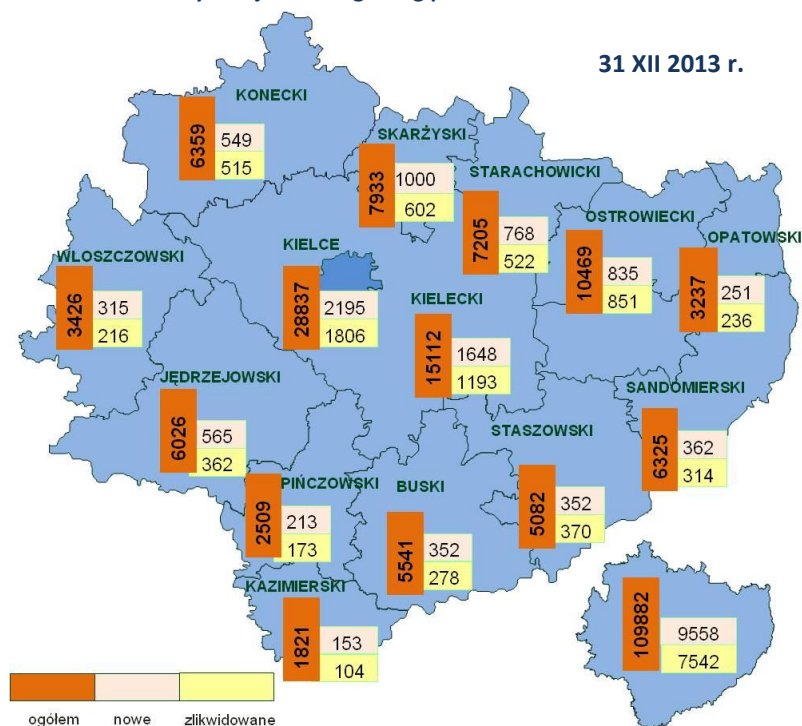 31 XII 2013 r.
KONECKI
6359
549
515
SKARŻYSKI
7933
1000
602
STARACHOWICKI
7205
768
522
OSTROWIECKI
10469
835
851
OPATOWSKI
3237
251
236
WLOSZCZOWSKI
3426
315
216
KIELCE
28837
2195
1806
KIELECKI
15112
1648
1193
JĘDRZEJOWSKI
6026
565
362
SANDOMIERSKI
6325
362
314
STASZOWSKI
5082
352
370
PIŃCZOWSKI
2509
213
173
BUSKI
5541
352
278
KAZIMIERSKI
1821
153
104
109882
9558
7542
ogółem nowe zlikwidowane